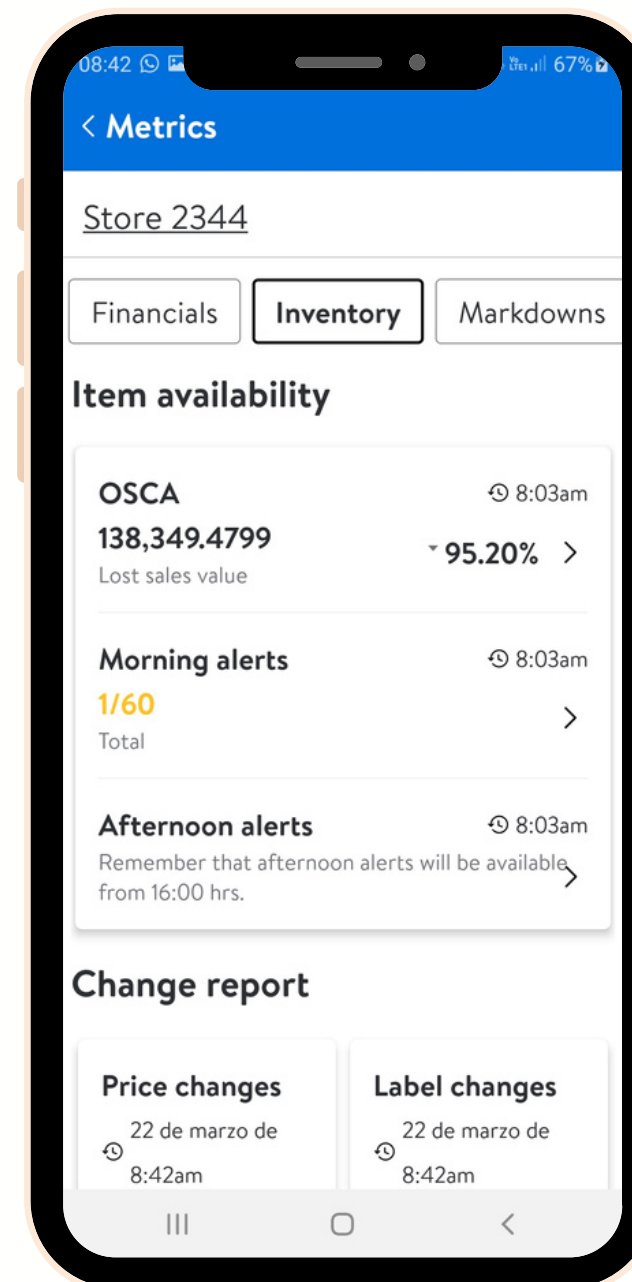 08:42 67%
Metrics
Store 2344
Financials Inventory Markdowns
Item availability
OSCA 8:03am
138,349.4799 95.20%
Lost sales value
Morning alerts 8:03am
1/60
Total
Afternoon alerts 8:03am
Remember that afternoon alerts will be available
from 16:00 hrs.
Change report
Price changes Label changes
22 de marzo de 22 de marzo de
8:42am 8:42am